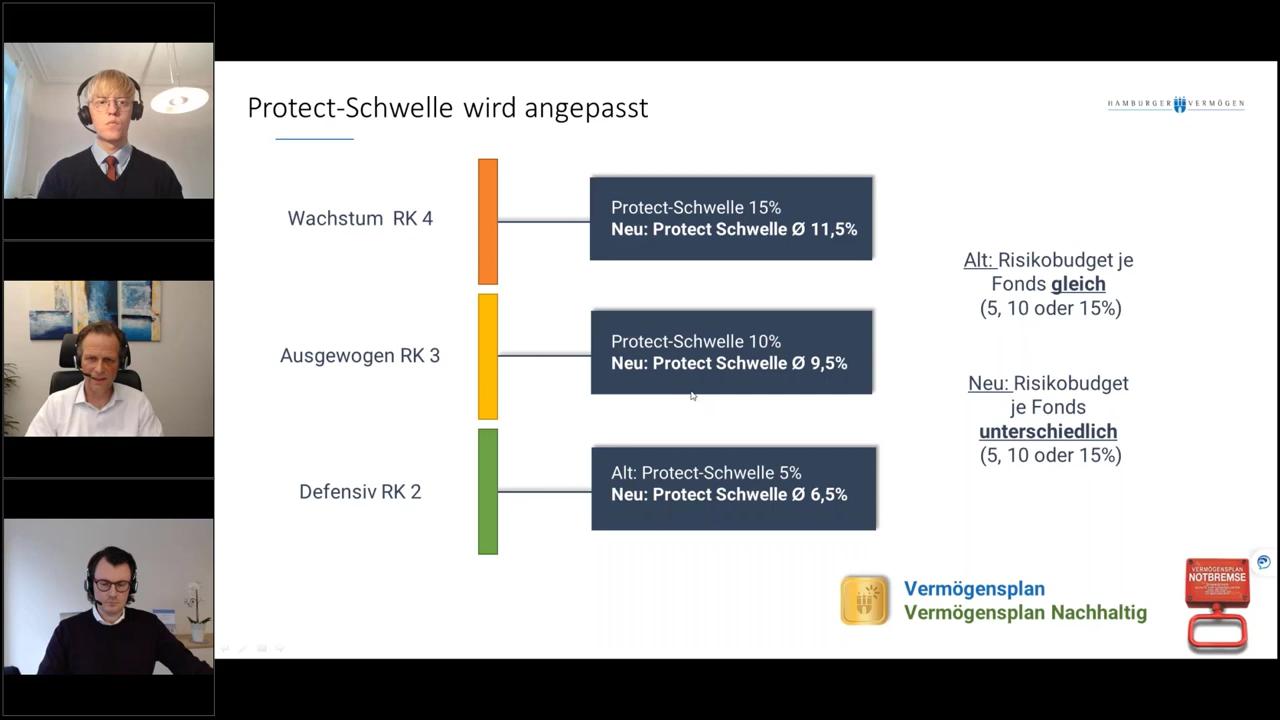 Protect-Schwelle wird angepasst
HAMBURGER VERMÖGEN
Wachstum RK 4
Protect-Schwelle 15%
Neu: Protect Schwelle Ø 11,5%
Ausgewogen RK 3
Protect-Schwelle 10%
Neu: Protect Schwelle Ø 9,5%
Defensiv RK 2
Alt: Protect-Schwelle 5%
Neu: Protect Schwelle Ø 6,5%
Alt: Risikobudget je
Fonds gleich
(5, 10 oder 15%)
Neu: Risikobudget
je Fonds
unterschiedlich
(5, 10 oder 15%)
Vermögensplan
Vermögensplan Nachhaltig
VERMÖGENSPLAN
NOTBREMSE